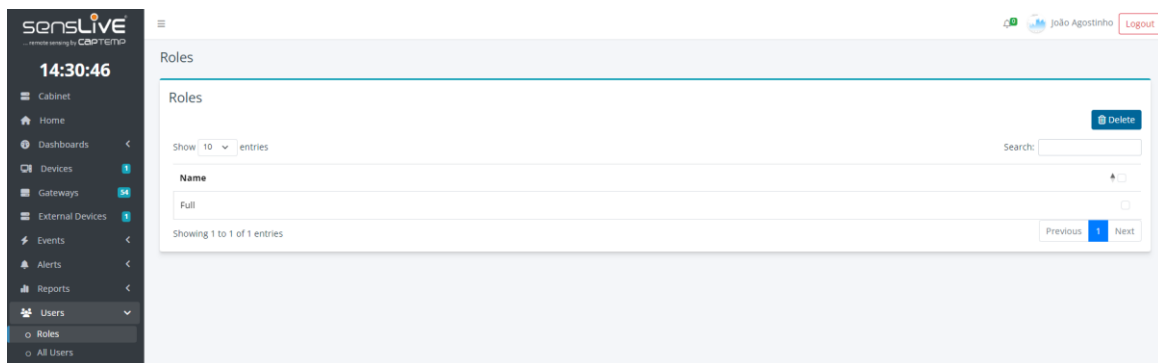 sensLIVE
... remote sensing by CAPTEMP
14:30:46
Cabinet
Home
Dashboards
Devices 1
Gateways 54
External Devices 1
Events
Alerts
Reports
Users
Roles
All Users
0
João Agostinho
Logout
Roles
Roles
Delete
Show 10 entries
Search:
Name
Full
Showing 1 to 1 of 1 entries
Previous 1 Next